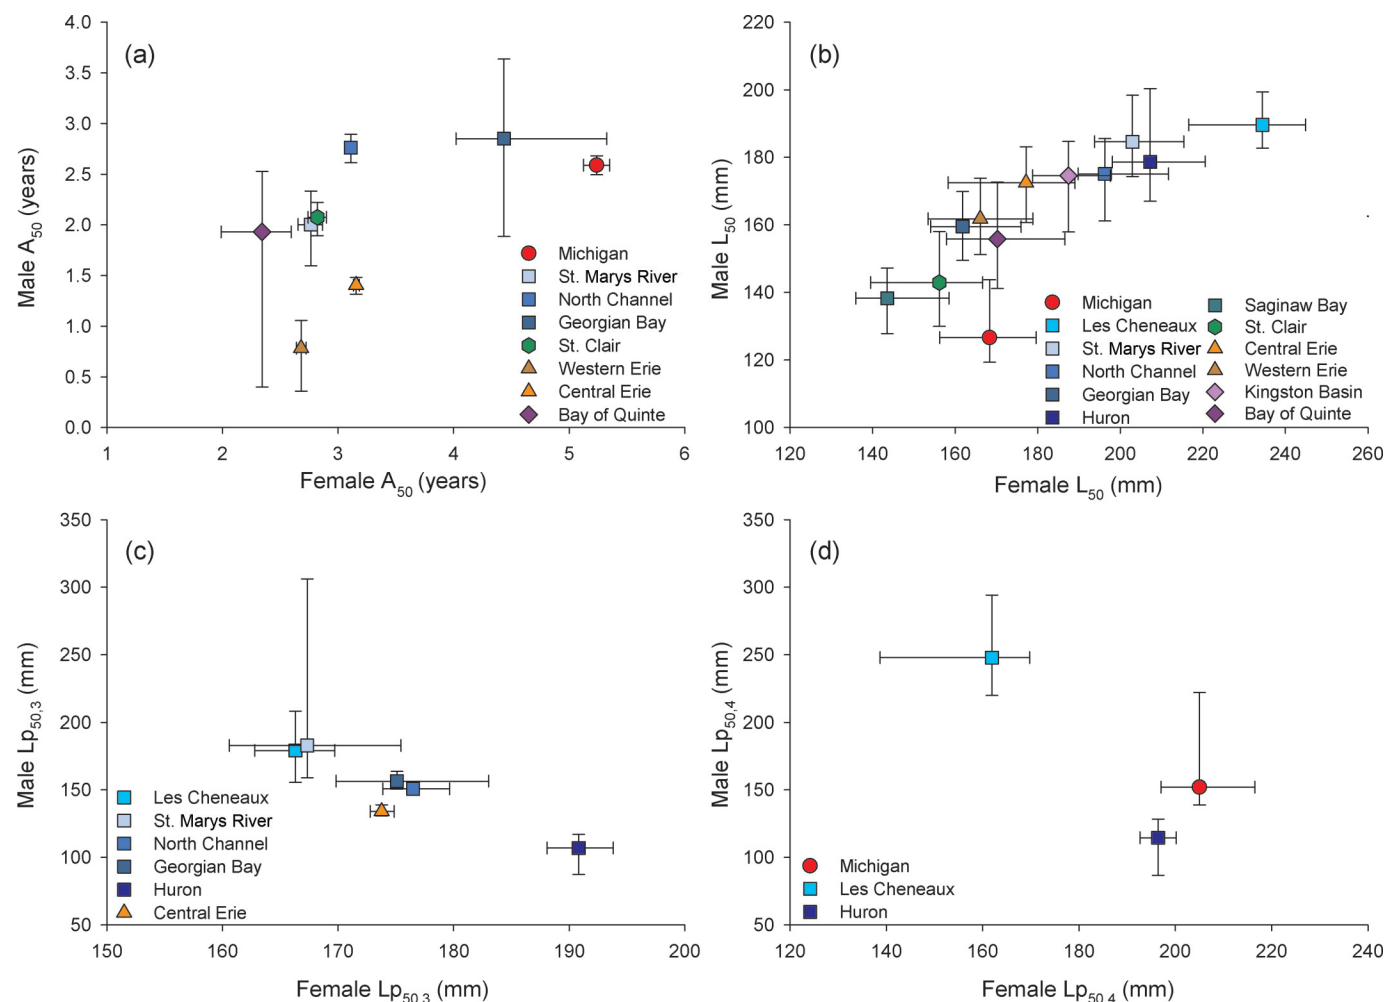 (a)
4.0
3.5
3.0
2.5
2.0
1.5
1.0
0.5
0.0
Male A50 (years)
Michigan
St. Marys River
North Channel
Georgian Bay
St. Clair
Western Erie
Central Erie
Bay of Quinte
1 2 3 4 5 6
Female A50 (years)
(b)
220
200
180
160
140
120
100
Male L50 (mm)
Michigan
Les Cheneaux
St. Marys River
North Channel
Georgian Bay
Huron
Saginaw Bay
St. Clair
Central Erie
Western Erie
Kingston Basin
Bay of Quinte
120 140 160 180 200 220 240 260
Female L50 (mm)
(c)
350
300
250
200
150
100
50
Male Lp50,3 (mm)
Les Cheneaux
St. Marys River
North Channel
Georgian Bay
Huron
Central Erie
150 160 170 180 190 200
Female Lp50,3 (mm)
(d)
350
300
250
200
150
100
50
Male Lp50,4 (mm)
Michigan
Les Cheneaux
Huron
120 140 160 180 200 220 240
Female Lp50,4 (mm)